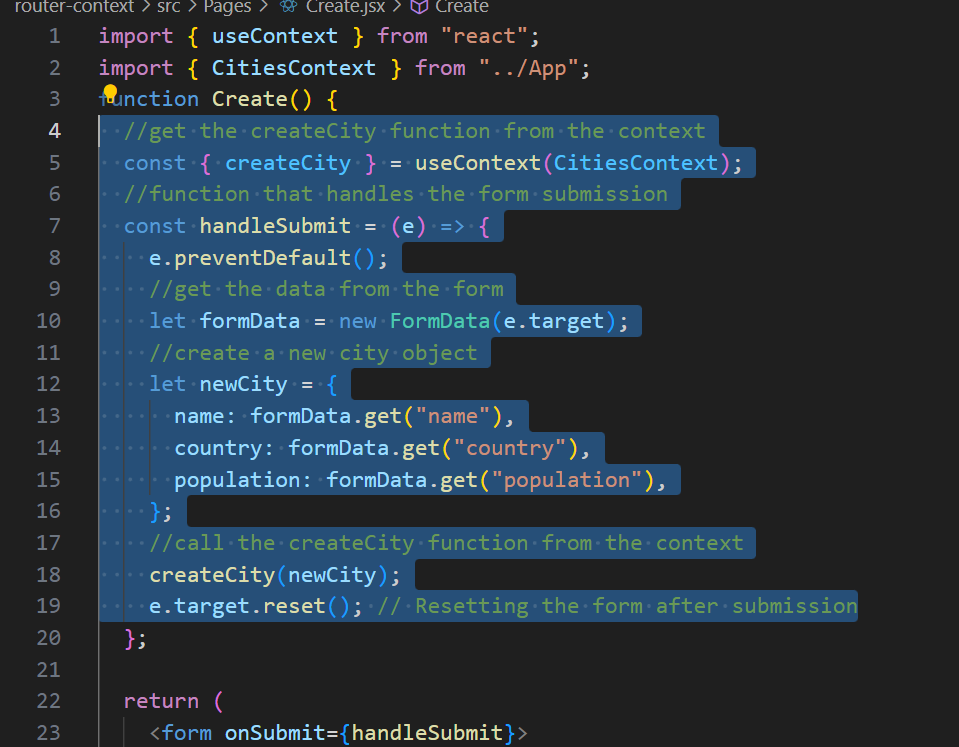 router-context > src > Pages > Create.jsx > Create
1 import { useContext } from "react";
2 import { CitiesContext } from "../App";
3 function Create() {
4 //get the createCity function from the context
5 const { createCity } = useContext(CitiesContext);
6 //function that handles the form submission
7 const handleSubmit = (e) => {
8 e.preventDefault();
9 //get the data from the form
10 let formData = new FormData(e.target);
11 //create a new city object
12 let newCity = {
13 name: formData.get("name"),
14 country: formData.get("country"),
15 population: formData.get("population"),
16 };
17 //call the createCity function from the context
18 createCity(newCity);
19 e.target.reset(); // Resetting the form after submission
20 };
21
22 return (
23 <form onSubmit={handleSubmit}>